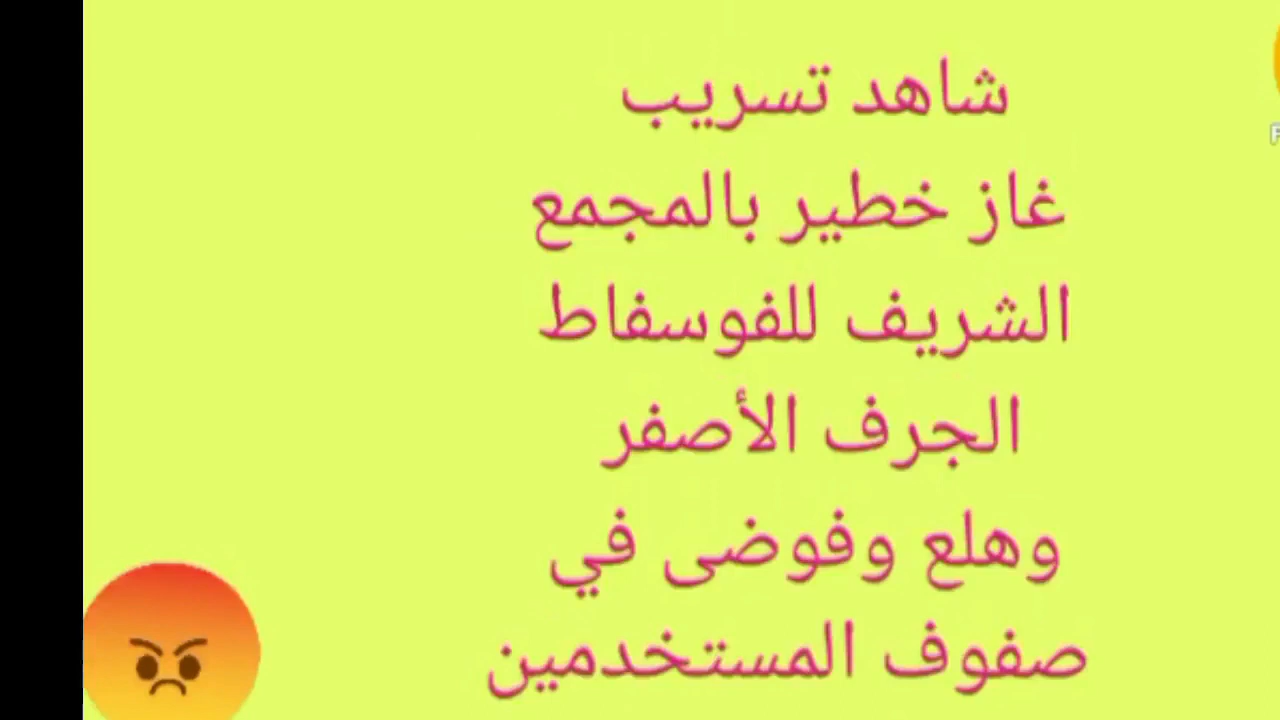 شاهد تسريب
غاز خطير بالمجمع
الشريف للفوسفاط
الجرف الأصفر
وهلع وفوضى في
صفوف المستخدمين